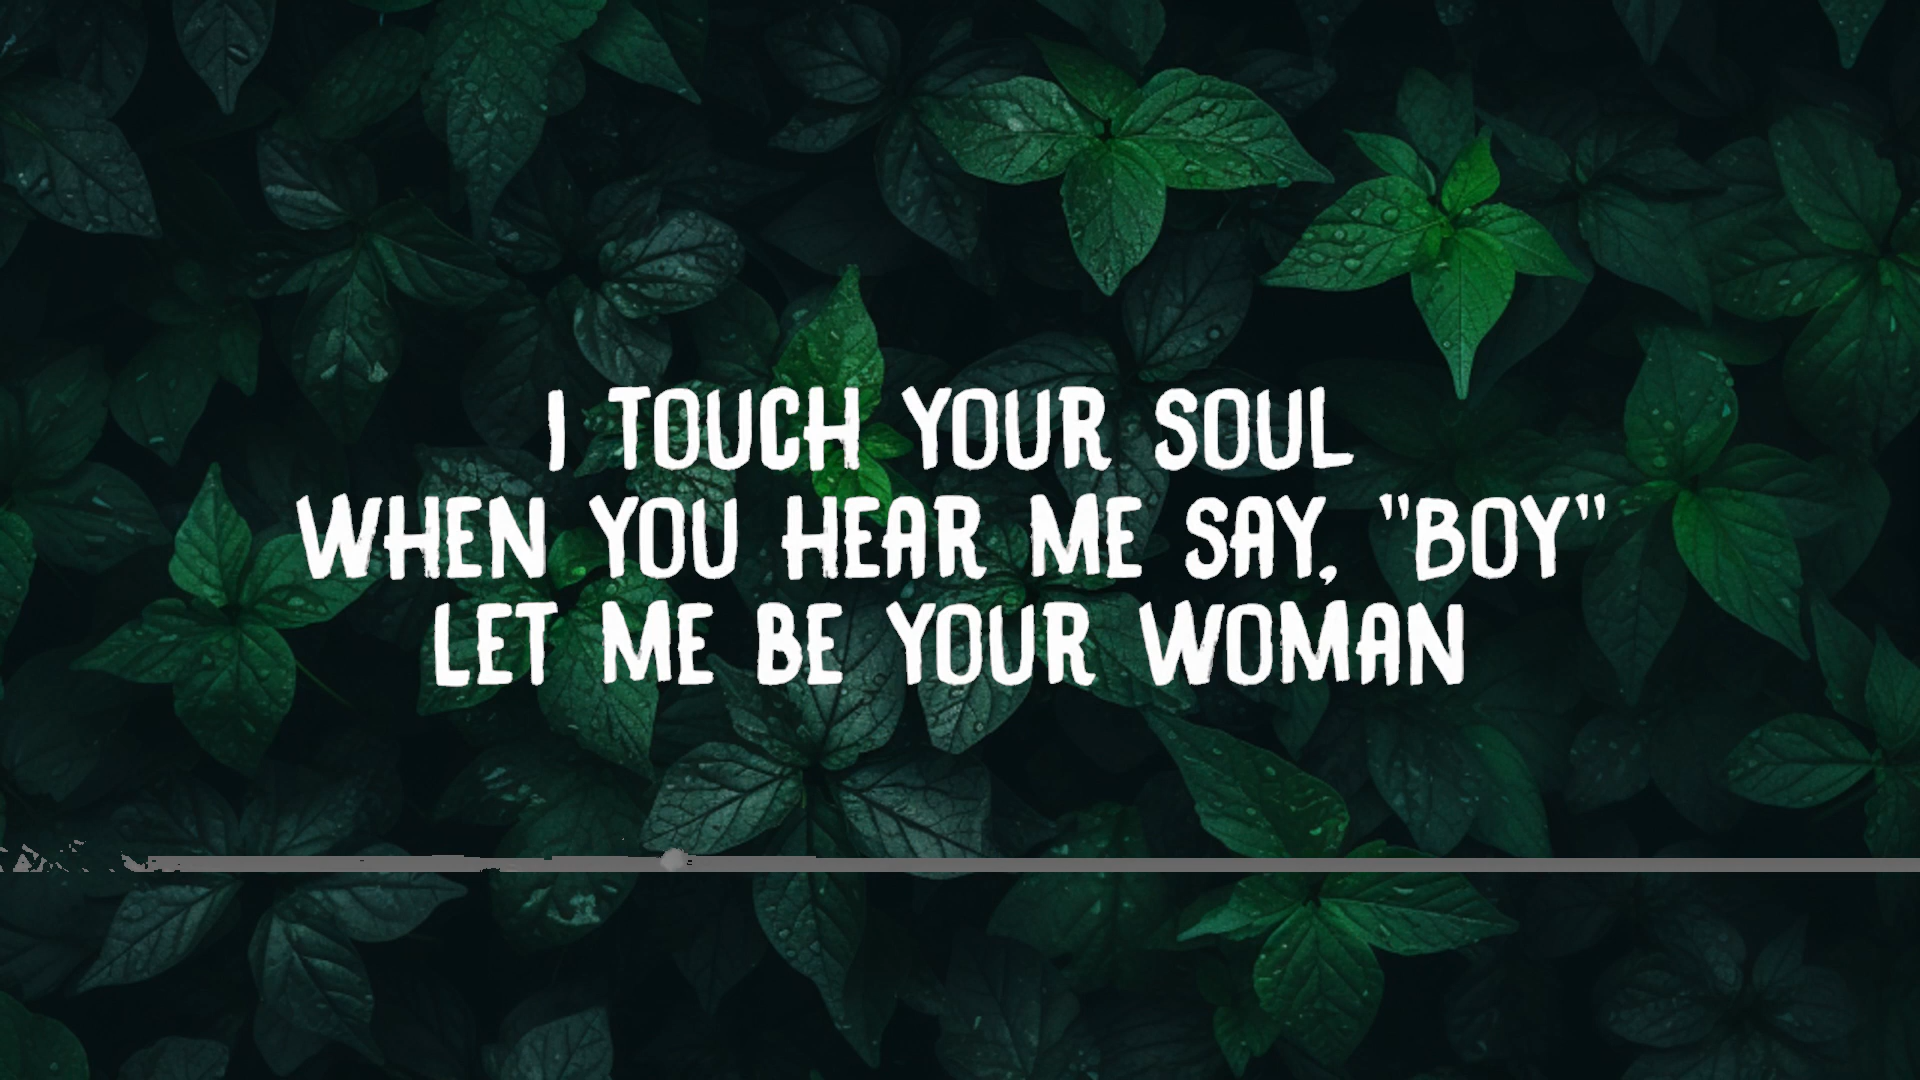 I TOUCH YOUR SOUL
WHEN YOU HEAR ME SAY, "BOY"
LET ME BE YOUR WOMAN